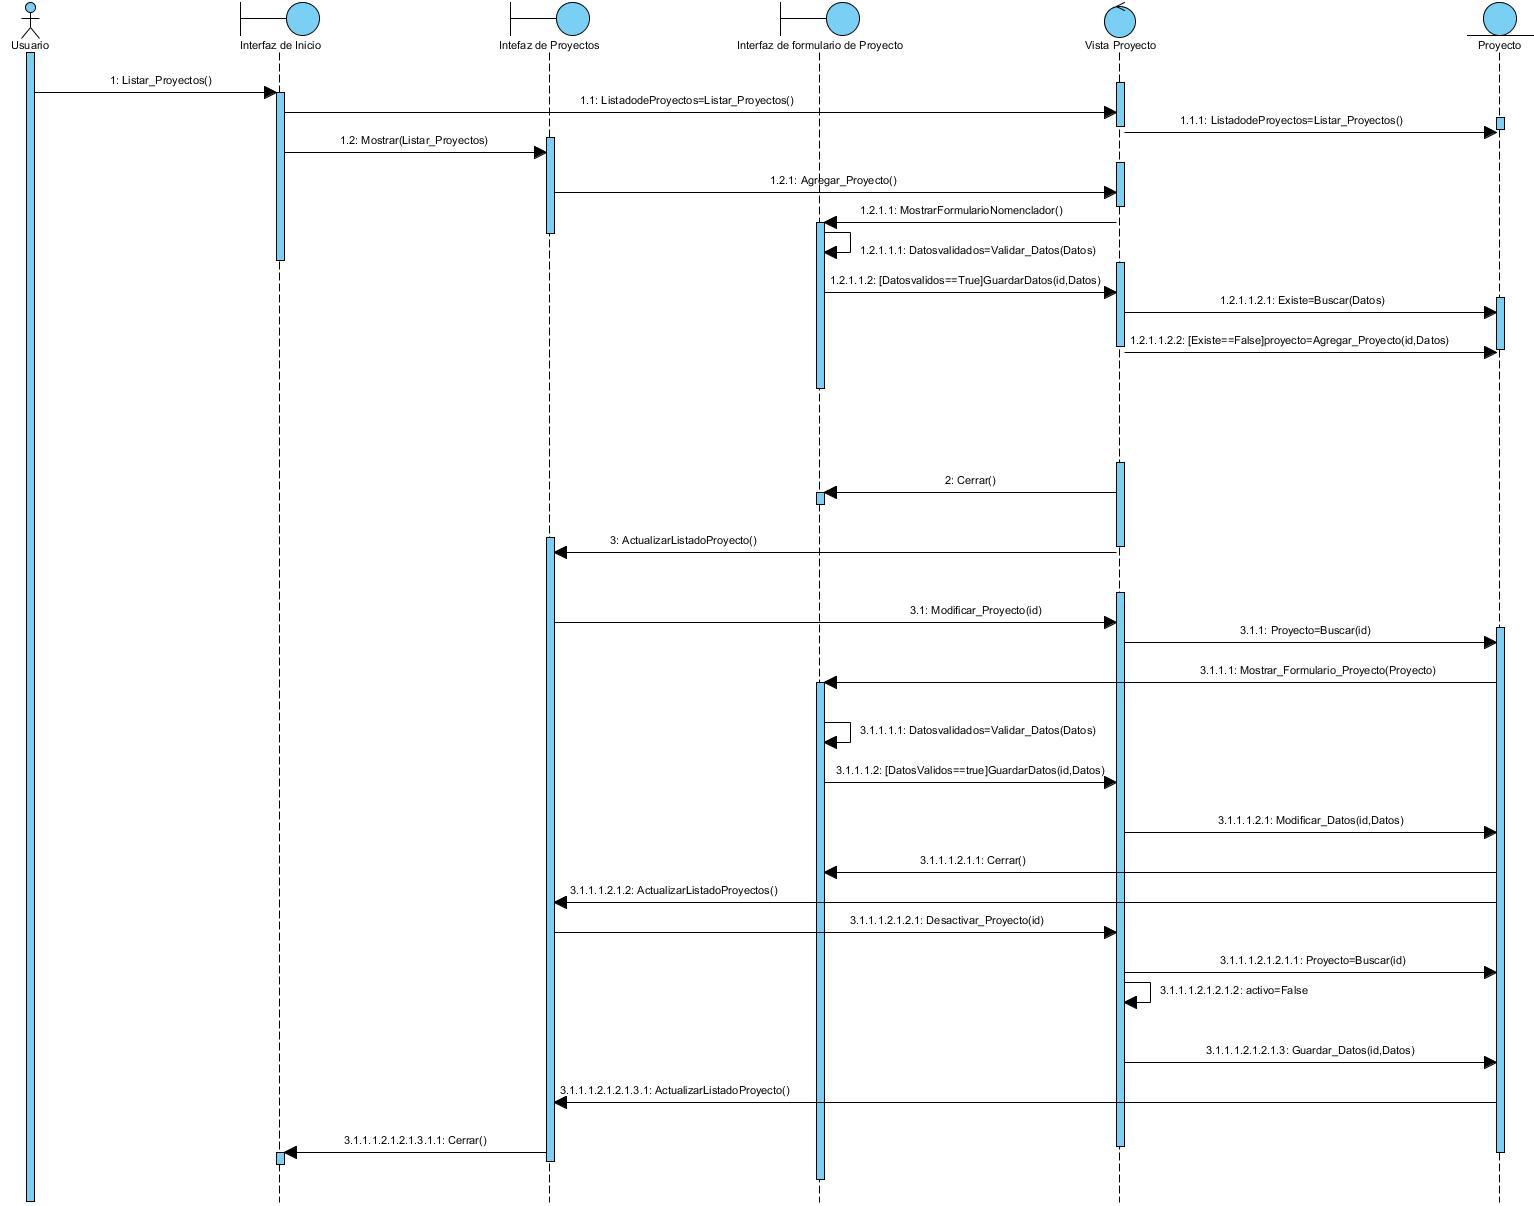 Usuario
Interfaz de Inicio
Intefaz de Proyectos
Interfaz de formulario de Proyecto
Vista Proyecto
Proyecto
1: Listar_Proyectos()
1.1: ListadodeProyectos=Listar_Proyectos()
1.1.1: ListadodeProyectos=Listar_Proyectos()
1.2: Mostrar(Listar_Proyectos)
1.2.1: Agregar_Proyecto()
1.2.1.1: MostrarFormularioNomenclador()
1.2.1.1.1: Datosvalidados=Validar_Datos(Datos)
1.2.1.1.2: [Datosvalidos==True]GuardarDatos(id,Datos)
1.2.1.1.2.1: Existe=Buscar(Datos)
1.2.1.1.2.2: [Existe==False]proyecto=Agregar_Proyecto(id,Datos)
2: Cerrar()
3: ActualizarListadoProyecto()
3.1: Modificar_Proyecto(id)
3.1.1: Proyecto=Buscar(id)
3.1.1.1: Mostrar_Formulario_Proyecto(Proyecto)
3.1.1.1.1: Datosvalidados=Validar_Datos(Datos)
3.1.1.1.2: [DatosValidos==true]GuardarDatos(id,Datos)
3.1.1.1.2.1: Modificar_Datos(id,Datos)
3.1.1.1.2.1.1: Cerrar()
3.1.1.1.2.1.2: ActualizarListadoProyectos()
3.1.1.1.2.1.2.1: Desactivar_Proyecto(id)
3.1.1.1.2.1.2.1.1: Proyecto=Buscar(id)
3.1.1.1.2.1.2.1.2: activo=False
3.1.1.1.2.1.2.1.3: Guardar_Datos(id,Datos)
3.1.1.1.2.1.2.1.3.1: ActualizarListadoProyecto()
3.1.1.1.2.1.2.1.3.1.1: Cerrar()